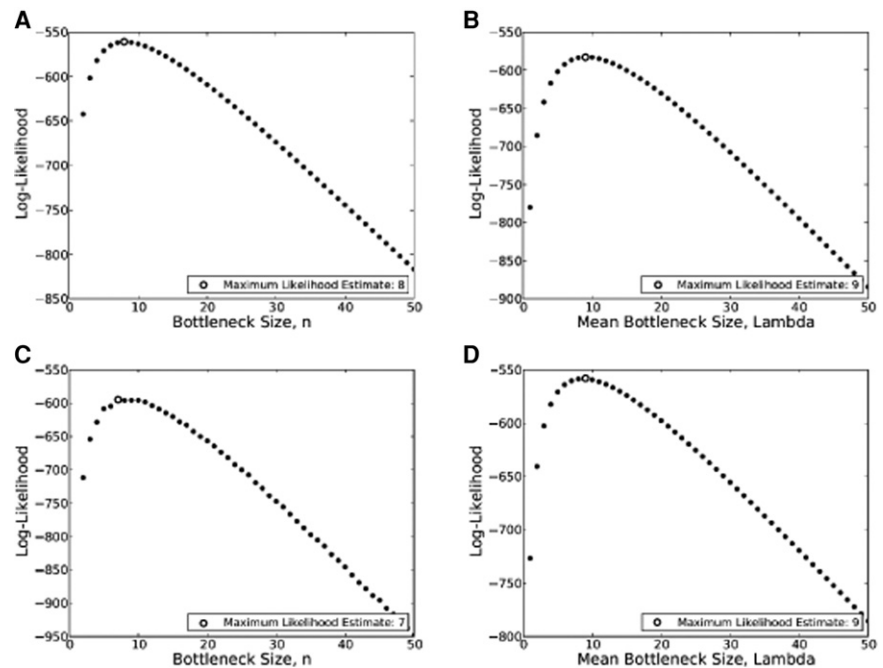 A
−550
−600
−650
−700
−750
−800
−850
Log-Likelihood
0 10 20 30 40 50
Bottleneck Size, n
Maximum Likelihood Estimate: 8
B
−550
−600
−650
−700
−750
−800
−850
−900
Log-Likelihood
0 10 20 30 40 50
Mean Bottleneck Size, Lambda
Maximum Likelihood Estimate: 9
C
−550
−600
−650
−700
−750
−800
−850
−900
−950
Log-Likelihood
0 10 20 30 40 50
Bottleneck Size, n
Maximum Likelihood Estimate: 7
D
−550
−600
−650
−700
−750
−800
Log-Likelihood
0 10 20 30 40 50
Mean Bottleneck Size, Lambda
Maximum Likelihood Estimate: 9